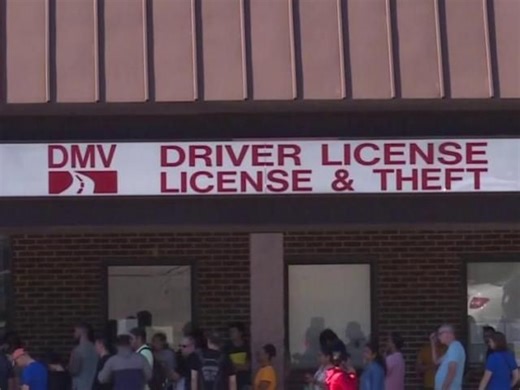 DMV
DRIVER LICENSE
LICENSE & THEFT